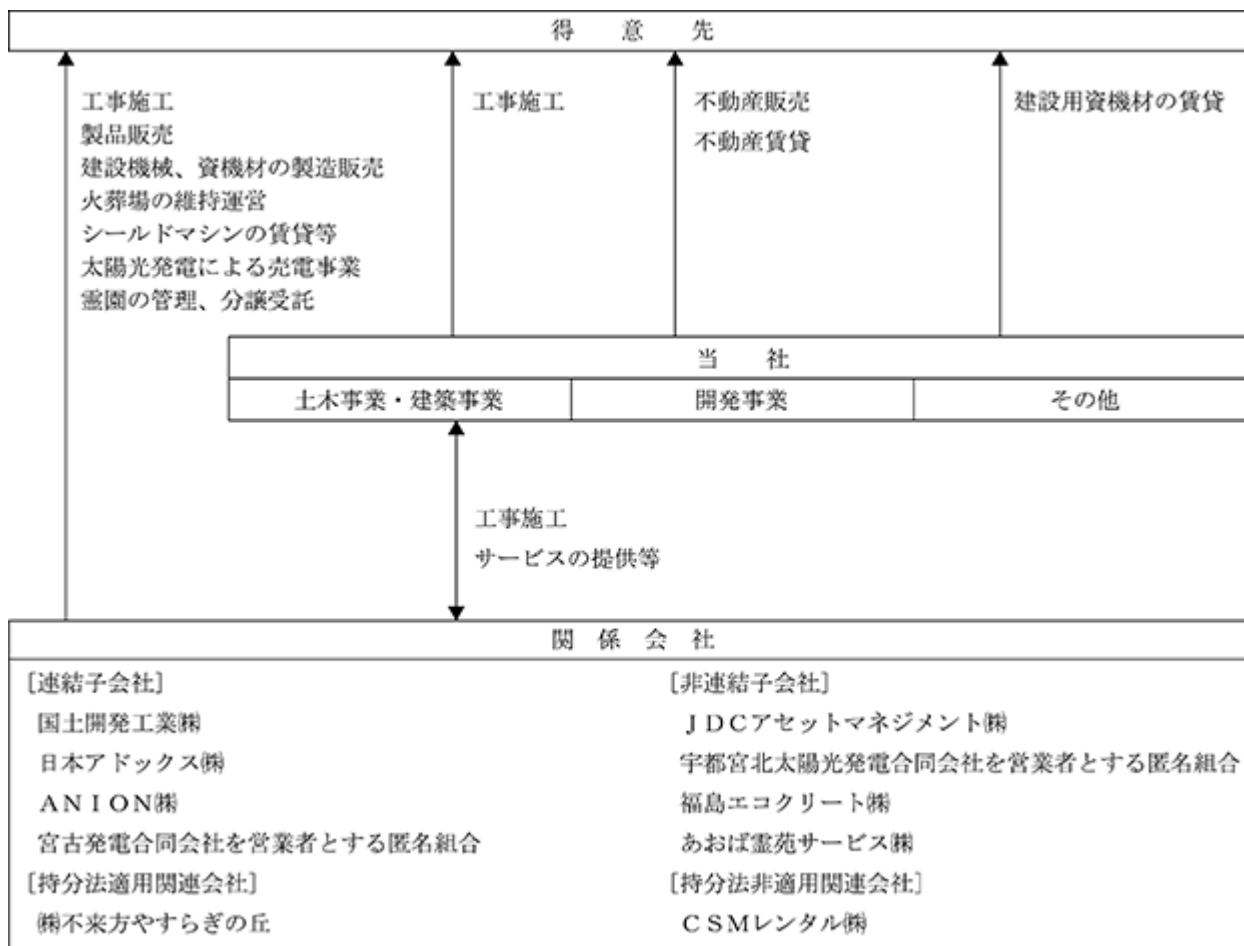 得意先
工事施工
製品販売
建設機械、資機材の製造販売
火葬場の維持運営
シールドマシンの賃貸等
太陽光発電による売電事業
霊園の管理、分譲受託
工事施工
不動産販売
不動産賃貸
建設用資機材の賃貸
当社
土木事業・建築事業
開発事業
その他
工事施工
サービスの提供等
関係会社
[連結子会社]
国土開発工業㈱
日本アドックス㈱
ＡＮＩＯＮ㈱
宮古発電合同会社を営業者とする匿名組合
[持分法適用関連会社]
㈱不来方やすらぎの丘
[非連結子会社]
ＪＤＣアセットマネジメント㈱
宇都宮北太陽光発電合同会社を営業者とする匿名組合
福島エコクリート㈱
あおば霊苑サービス㈱
[持分法非適用関連会社]
ＣＳＭレンタル㈱